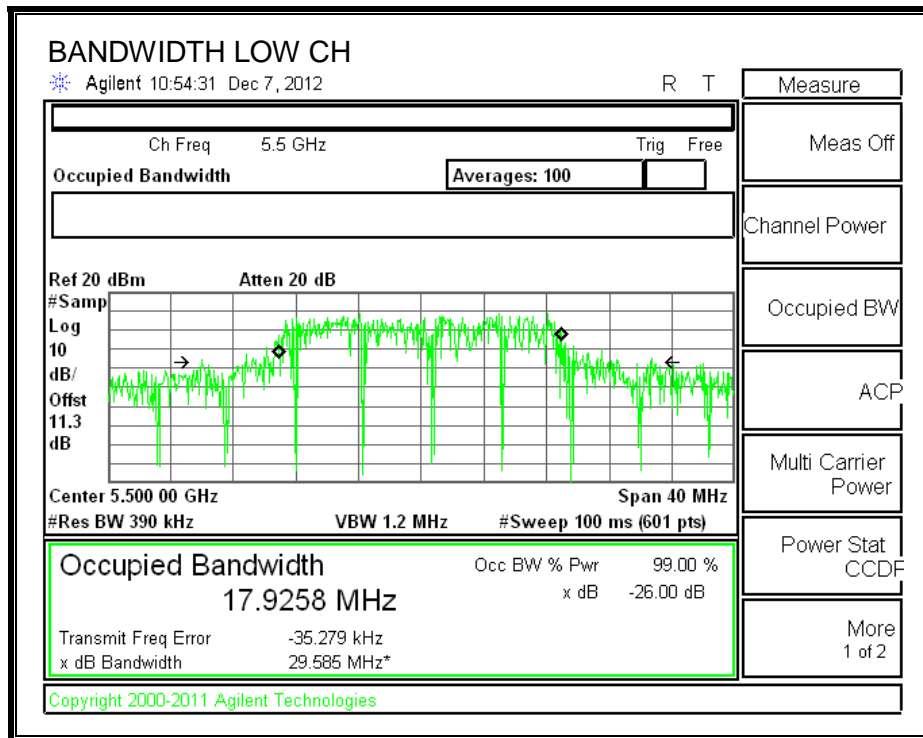 BANDWIDTH LOW CH
Agilent 10:54:31 Dec 7, 2012 R T
Measure
Ch Freq 5.5 GHz Trig Free
Meas Off
Occupied Bandwidth Averages: 100
Channel Power
Ref 20 dBm Atten 20 dB
#Samp
Log
10
dB/
Offst
11.3
dB
Occupied BW
ACP
Multi Carrier
Power
Center 5.500 00 GHz Span 40 MHz
#Res BW 390 kHz VBW 1.2 MHz #Sweep 100 ms (601 pts)
Power Stat
CCDF
Occupied Bandwidth Occ BW % Pwr 99.00 %
17.9258 MHz x dB -26.00 dB
Transmit Freq Error -35.279 kHz
x dB Bandwidth 29.585 MHz*
More
1 of 2
Copyright 2000-2011 Agilent Technologies